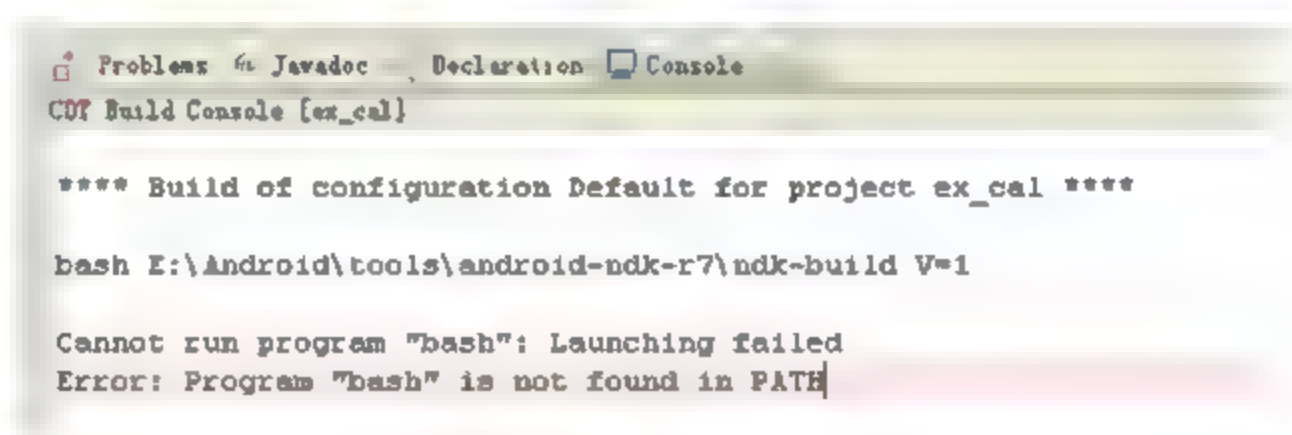 Problems Javadoc Declaration Console
CDT Build Console [ex_cal]
**** Build of configuration Default for project ex_cal ****
bash E:\Android\tools\android-ndk-r7\ndk-build V=1
Cannot run program "bash": Launching failed
Error: Program "bash" is not found in PATH